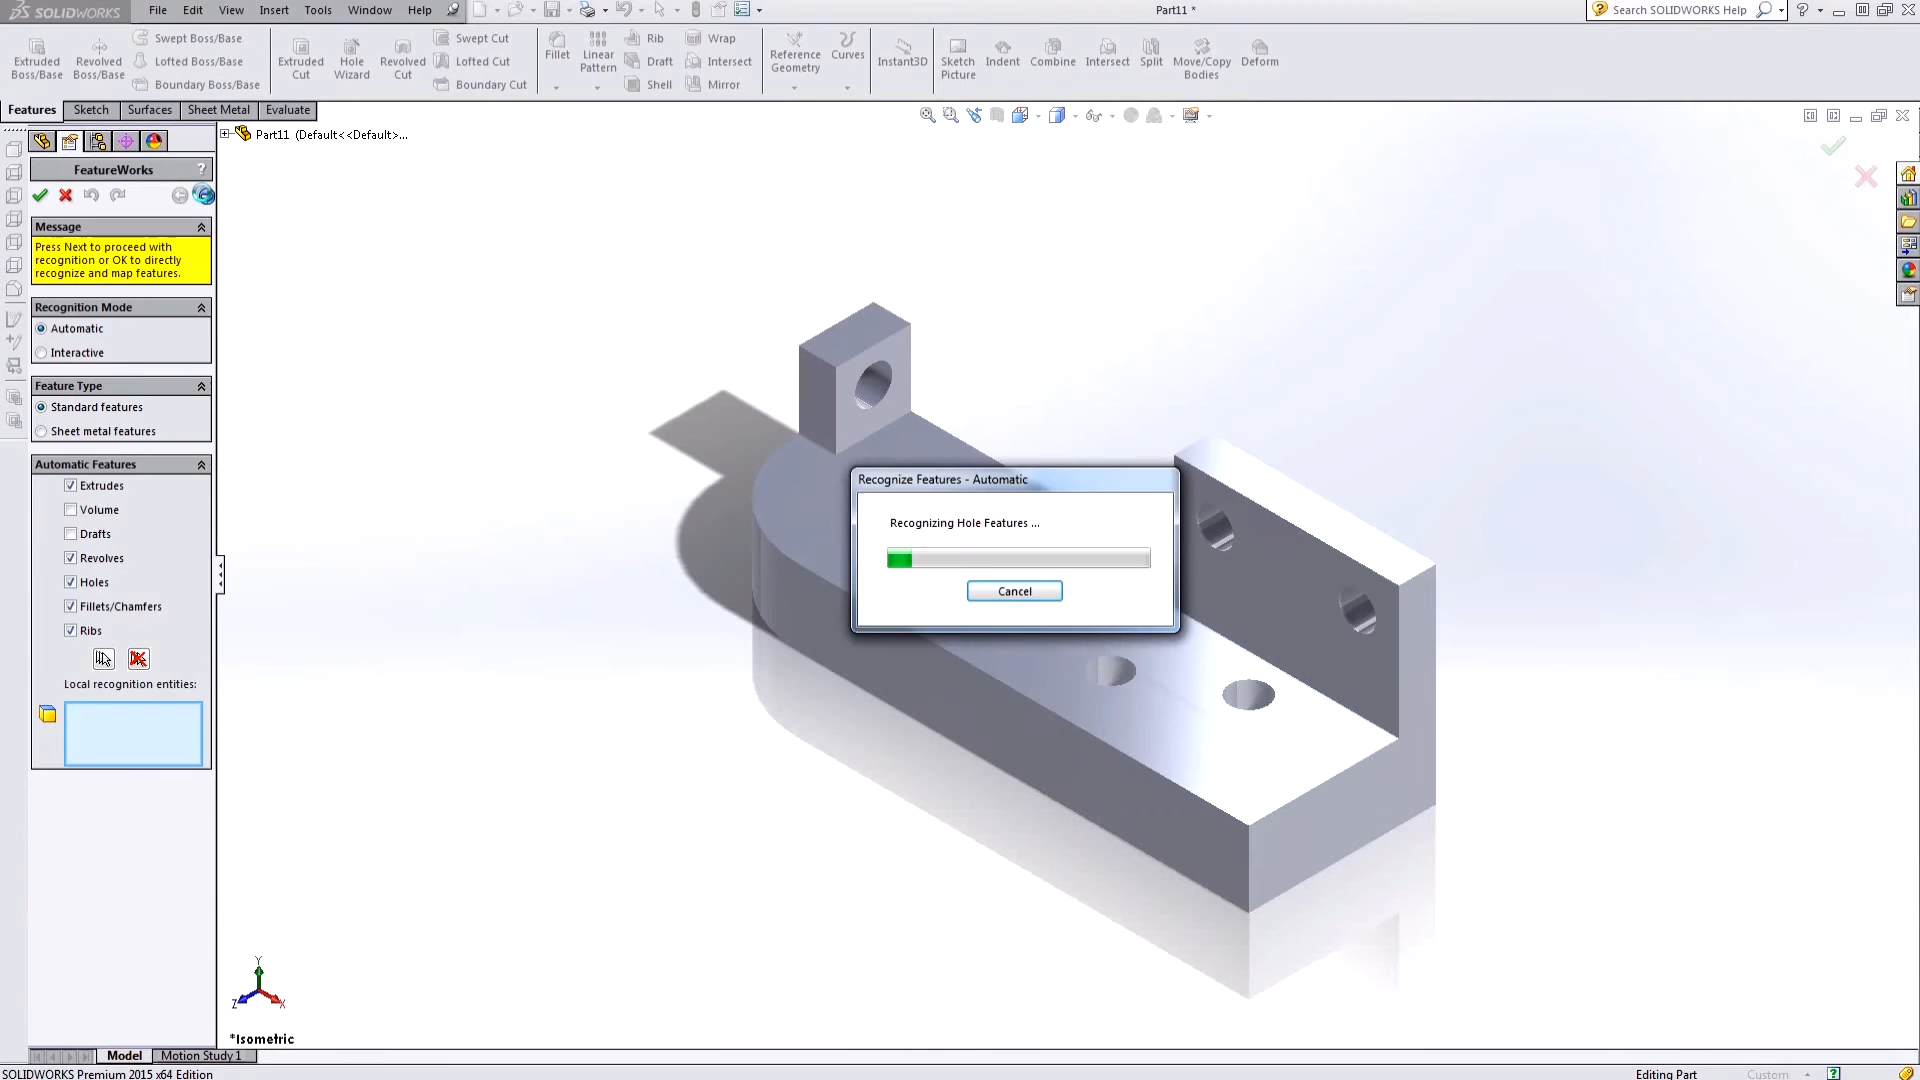 SOLIDWORKS File Edit View Insert Tools Window Help Part11 * Search SOLIDWORKS Help
Extruded Boss/Base
Revolved Boss/Base
Swept Boss/Base
Lofted Boss/Base
Boundary Boss/Base
Extruded Cut
Hole Wizard
Revolved Cut
Swept Cut
Lofted Cut
Boundary Cut
Fillet
Linear Pattern
Rib
Draft
Shell
Wrap
Intersect
Mirror
Reference Geometry
Curves
Instant3D
Sketch Picture
Indent
Combine
Intersect
Split
Move/Copy Bodies
Deform
Features Sketch Surfaces Sheet Metal Evaluate
Part11 (Default<<Default>...
FeatureWorks ?
Message
Press Next to proceed with
recognition or OK to directly
recognize and map features.
Recognition Mode
Automatic
Interactive
Feature Type
Standard features
Sheet metal features
Automatic Features
Extrudes
Volume
Drafts
Revolves
Holes
Fillets/Chamfers
Ribs
Local recognition entities:
Recognize Features - Automatic
Recognizing Hole Features ...
Cancel
Y
Z X
*Isometric
Model Motion Study 1
SOLIDWORKS Premium 2015 x64 Edition Editing Part Custom